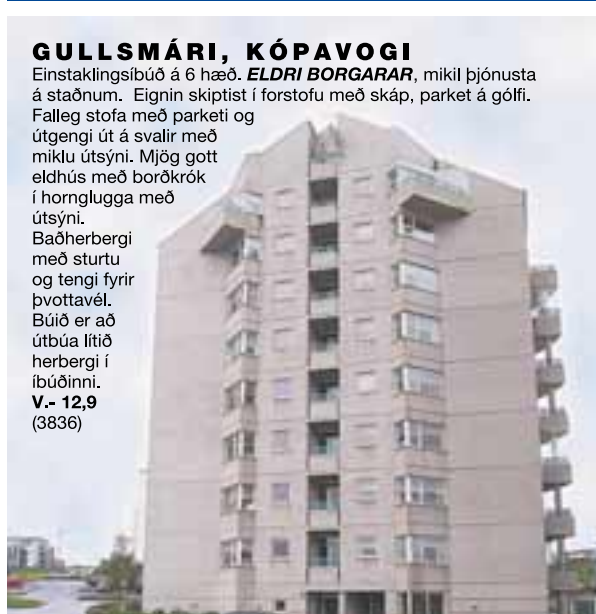 GULLSMÁRI, KÓPAVOGI
Einstaklingsíbúð á 6 hæð. ELDRI BORGARAR, mikil þjónusta
á staðnum. Eignin skiptist í forstofu með skáp, parket á gólfi.
Falleg stofa með parketi og
útgengi út á svalir með
miklu útsýni. Mjög gott
eldhús með borðkrók
í hornglugga með
útsýni.
Baðherbergi
með sturtu
og tengi fyrir
þvottavél.
Búið er að
útbúa lítið
herbergi í
íbúðinni.
V.- 12,9
(3836)